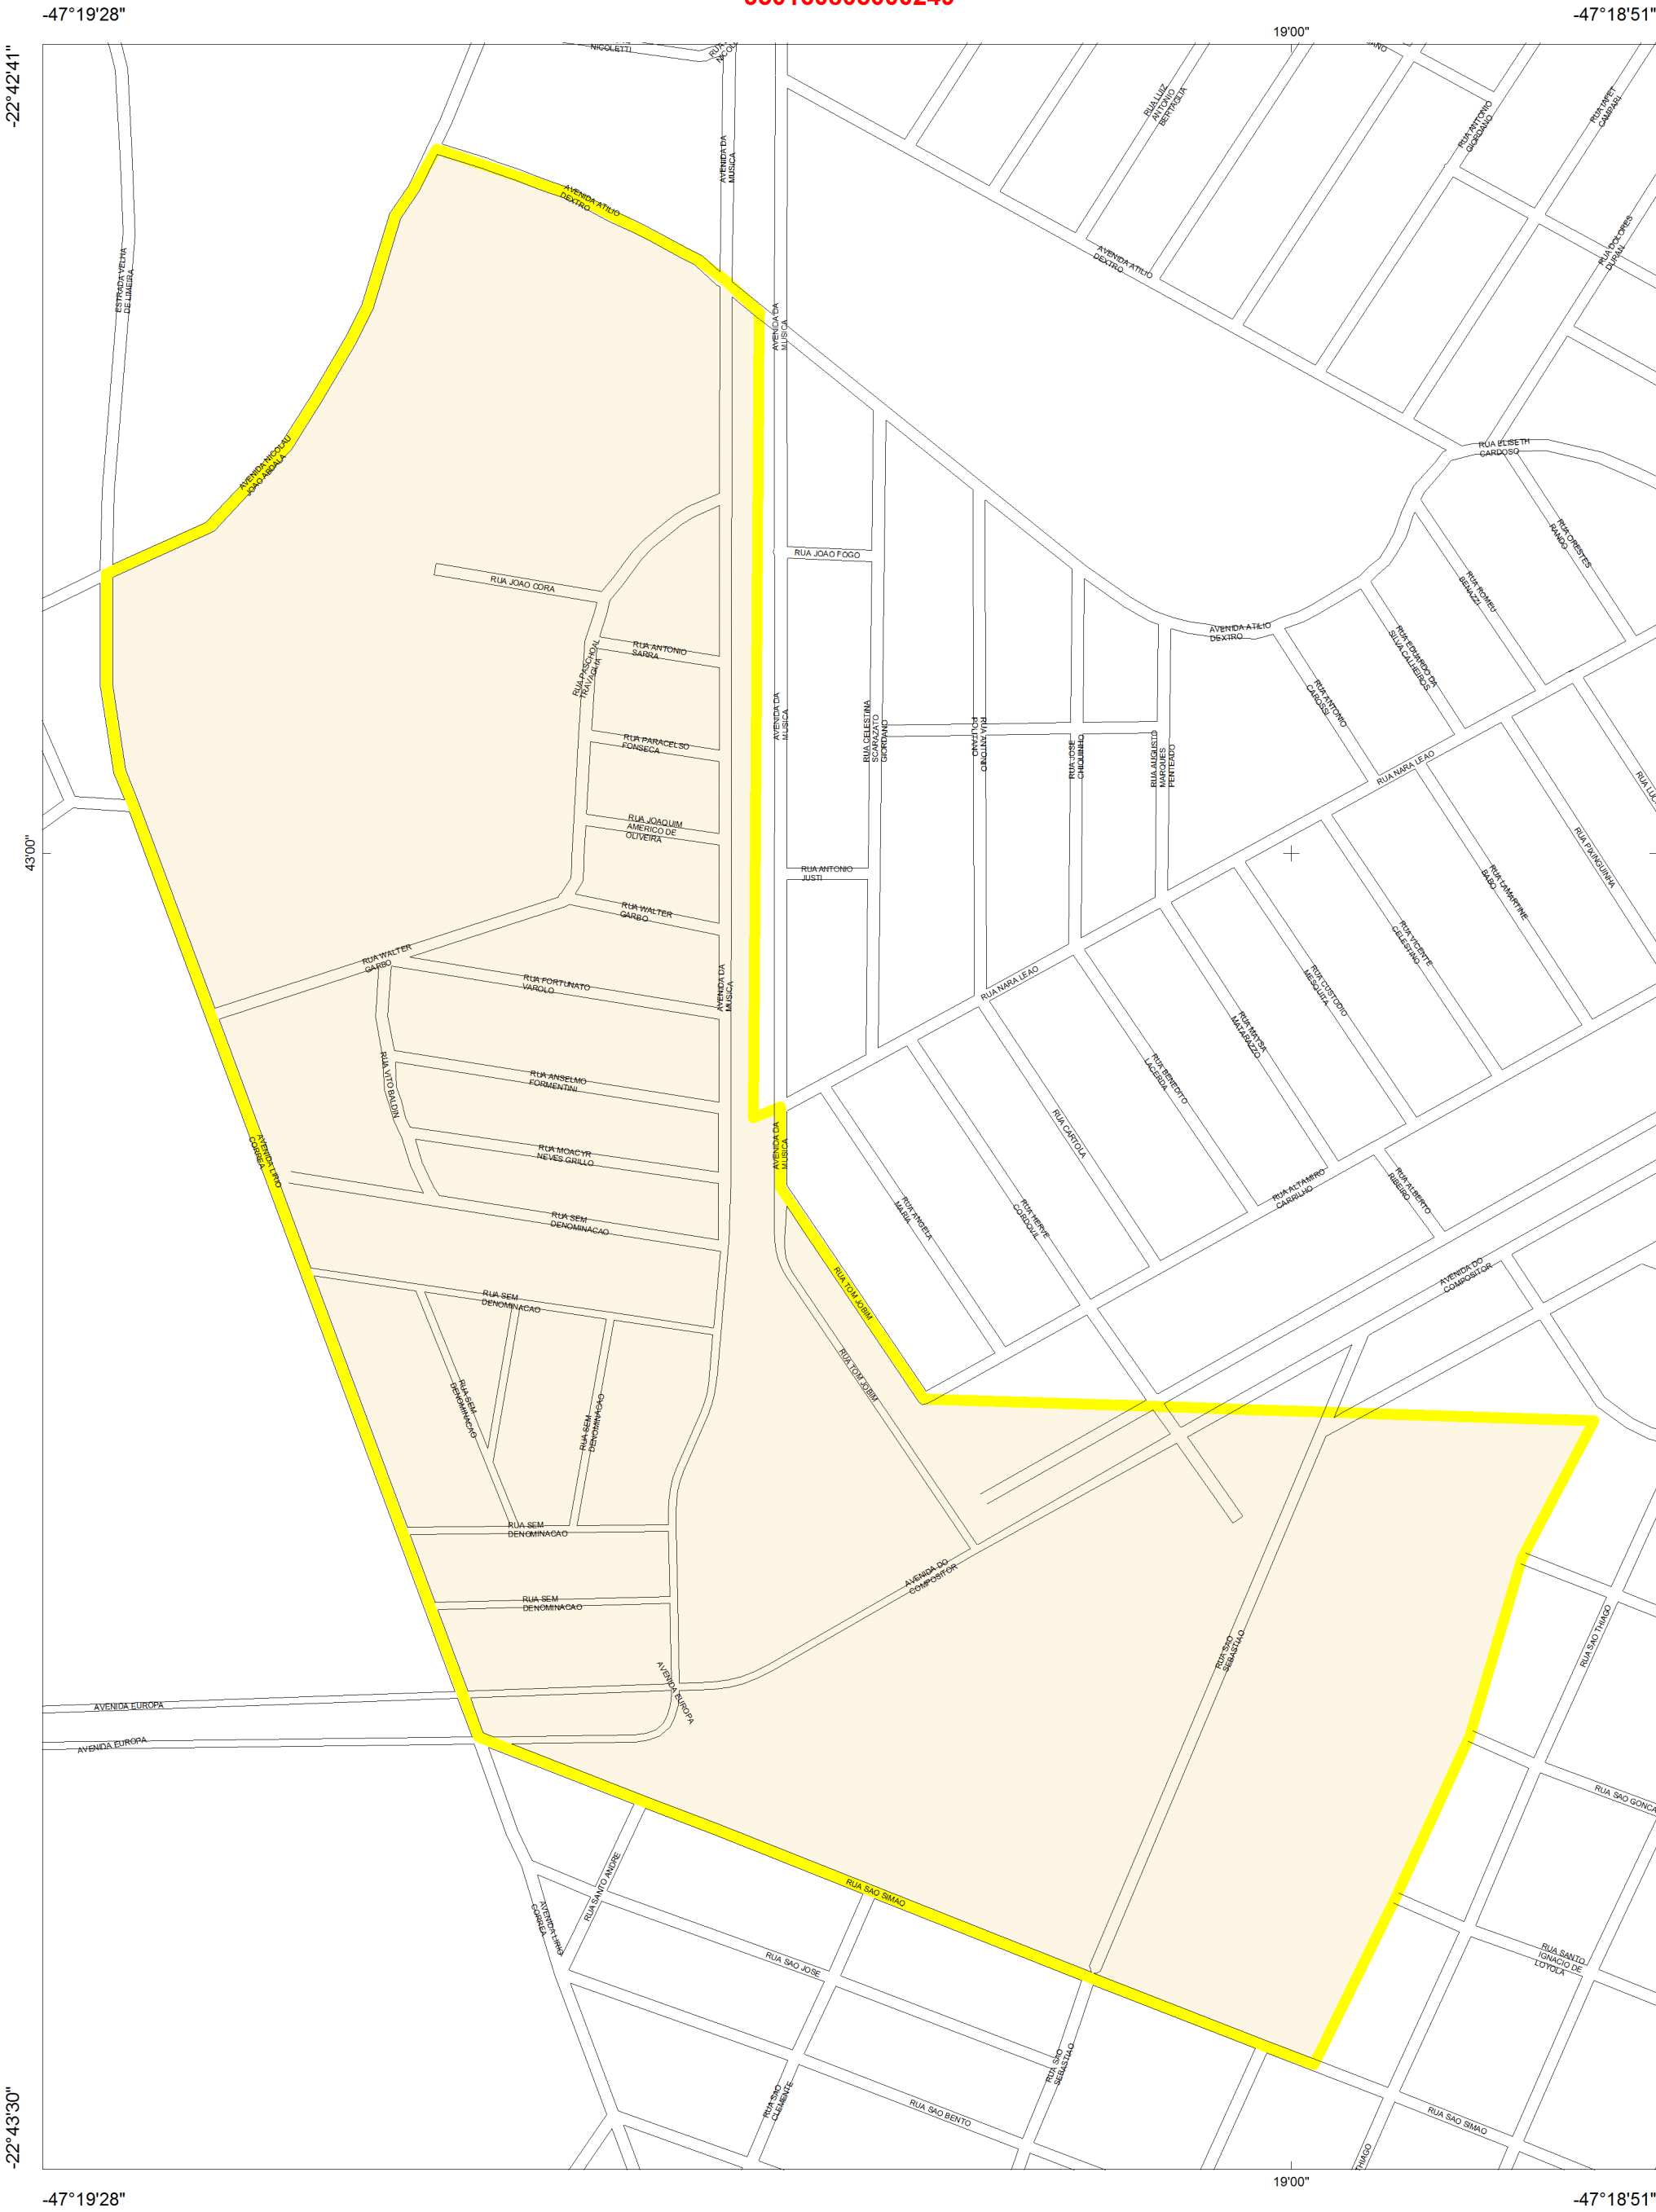 -47°19'28"
-47°18'51"
19'00"
-22°42'41"
NICOLETTI
RUA LUIZ
ANTONIO
BERTAGLIA
RUA ANTONIO
GIORDANO
RUA IAFET
CAMPARI
AVENIDA DA
MUSICA
AVENIDA ATILIO
DEXTRO
RUA DOLORES
DURAN
AVENIDA ATILIO
DEXTRO
ESTRADA VELHA
DE LIMEIRA
AVENIDA DA
MUSICA
AVENIDA NICOLAU
JOAO ABDALA
RUA ELISETH
CARDOSO
RUA ORESTES
RANDO
RUA JOAO FOGO
RUA JOAO CORA
RUA ROMEU
BENAZZI
AVENIDA ATILIO
DEXTRO
RUA ANTONIO
SARRA
RUA PASCHOAL
TRAVAGLIA
RUA EDUARDO DA
SILVA CALHEIROS
RUA ANTONIO
CAROSSI
AVENIDA DA
MUSICA
RUA CELESTINA
SCARAZATO
GIORDANO
RUA ANTONIO
POLITANO
RUA JOSE
CHIQUINHO
RUA AUGUSTO
MARQUES
PENTEADO
RUA PARACELSO
FONSECA
RUA NARA LEAO
RUA JOAQUIM
AMERICO DE
OLIVEIRA
43'00"
RUA PIXINGUINHA
RUA ANTONIO
JUSTI
RUA LAMARTINE
BABO
RUA WALTER
GARBO
RUA VICENTE
CELESTINO
RUA WALTER
GARBO
RUA NARA LEAO
RUA FORTUNATO
VAROLO
AVENIDA DA
MUSICA
RUA CUSTODIO
MESQUITA
RUA MAYSA
MATARAZZO
RUA ANSELMO
FORMENTINI
RUA VITO BALDIN
RUA BENEDITO
LACERDA
RUA CARTOLA
AVENIDA DA
MUSICA
RUA MOACYR
NEVES GRILLO
AVENIDA LIRIO
CORREA
RUA ALTAMIRO
CARRILHO
RUA ALBERTO
RIBEIRO
RUA ANGELA
MARIA
RUA HERVE
CORDOVIL
RUA SEM
DENOMINACAO
AVENIDA DO
COMPOSITOR
RUA TOM JOBIM
RUA SEM
DENOMINACAO
RUA TOM JOBIM
RUA SEM
DENOMINACAO
RUA SEM
DENOMINACAO
RUA SEM
DENOMINACAO
AVENIDA DO
COMPOSITOR
RUA SEM
DENOMINACAO
RUA SAO THIAGO
RUA SAO
SEBASTIAO
AVENIDA EUROPA
AVENIDA EUROPA
AVENIDA EUROPA
RUA SANTO ANDRE
RUA SAO SIMAO
AVENIDA LIRIO
CORREA
RUA SAO JOSE
RUA SANTO
IGNACIO DE
LOYOLA
RUA SAO
SEBASTIAO
RUA SAO
CLEMENTE
RUA SAO BENTO
RUA SAO SIMAO
-22°43'30"
19'00"
-47°19'28"
-47°18'51"